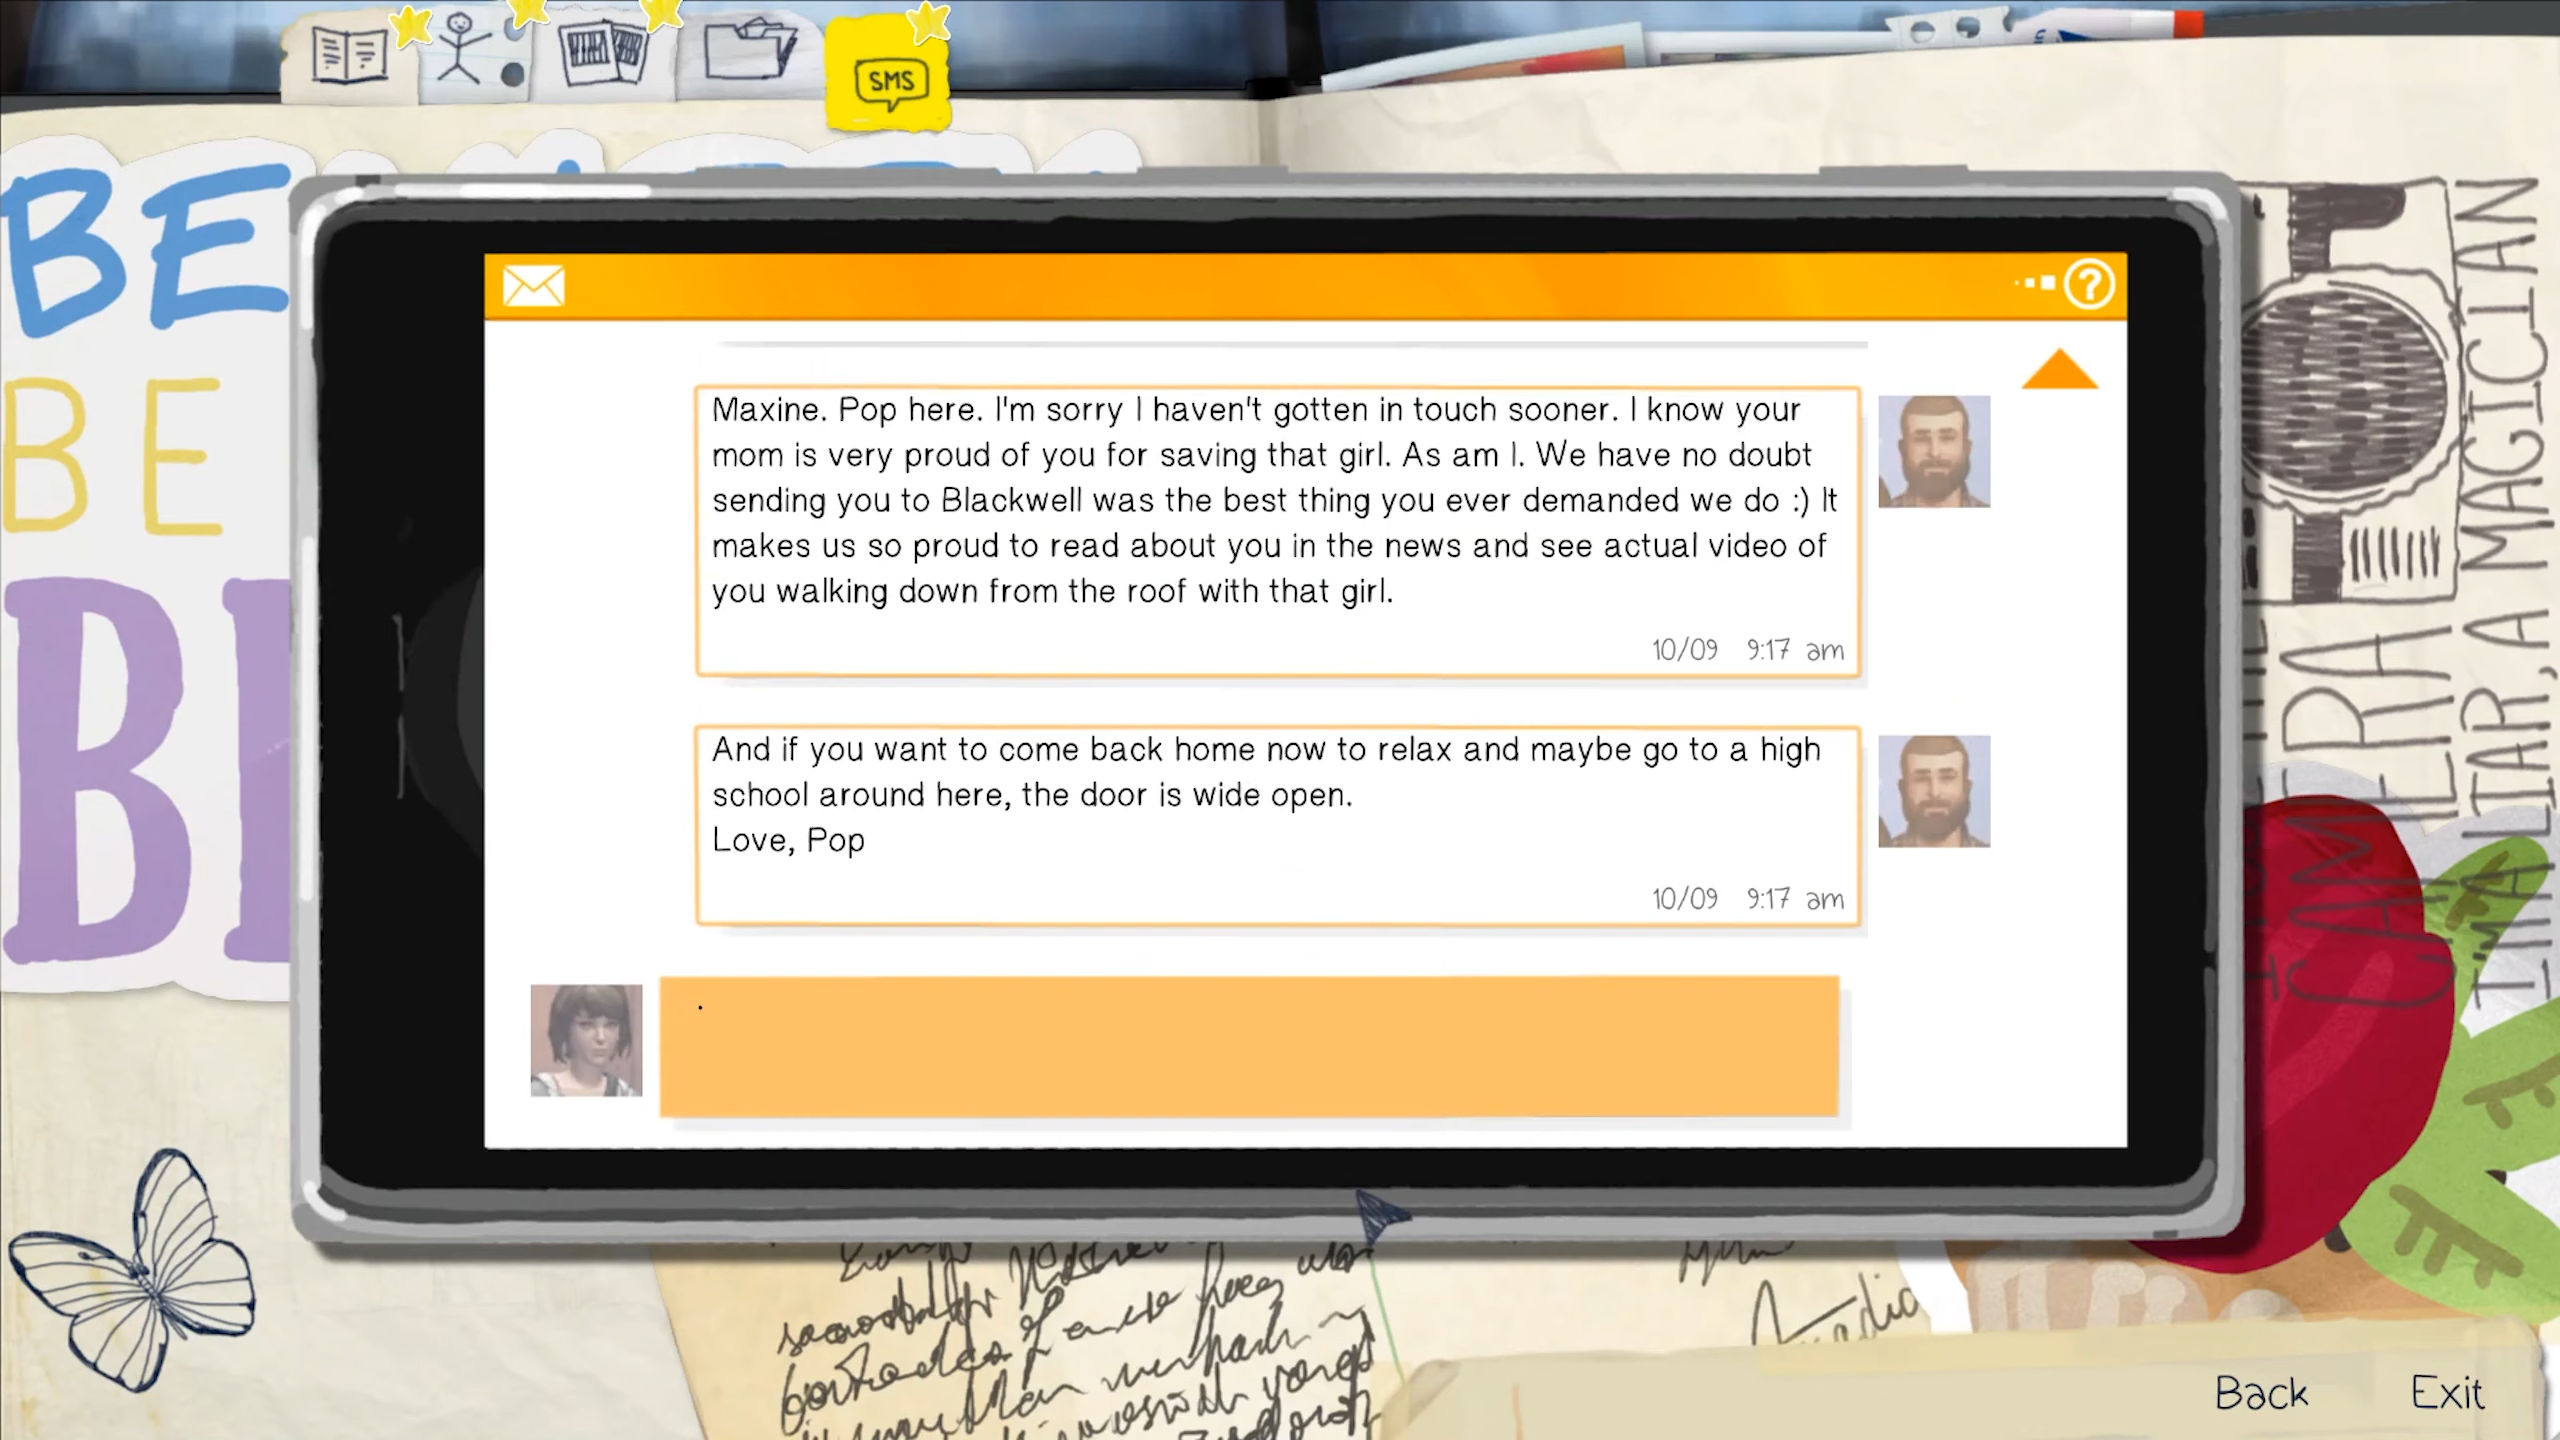 SMS
BE
BE
Maxine. Pop here. I'm sorry I haven't gotten in touch sooner. I know your
mom is very proud of you for saving that girl. As am I. We have no doubt
sending you to Blackwell was the best thing you ever demanded we do :) It
makes us so proud to read about you in the news and see actual video of
you walking down from the roof with that girl.
10/09 9:17 am
And if you want to come back home now to relax and maybe go to a high
school around here, the door is wide open.
Love, Pop
10/09 9:17 am
.
CAMERA
I'M A LIAR, A MAGICIAN
Back Exit